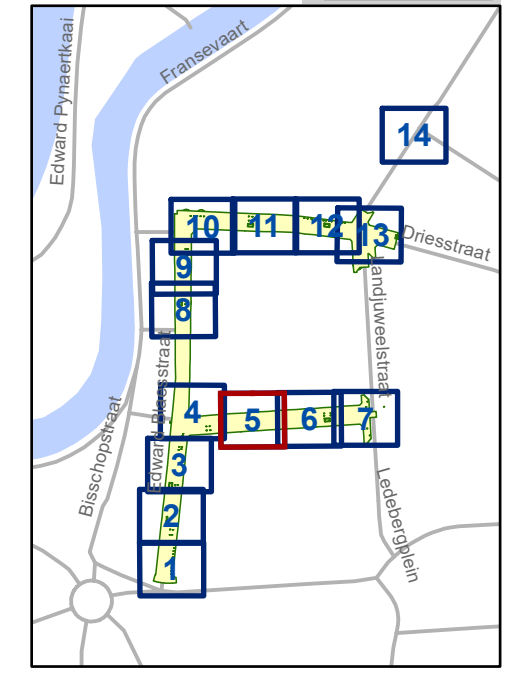 Edward Pynaertkaai
Fransevaart
14
10
11
12
13
Driesstraat
9
Landjuweelstraat
8
Edward Blaesstraat
4
5
6
7
Bisschopstraat
3
Ledebergplein
2
1